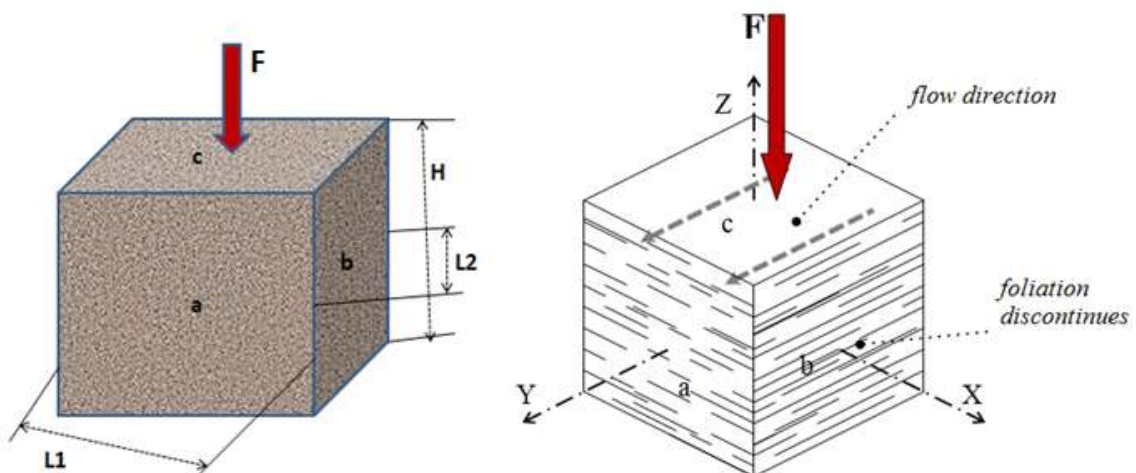 F
c
H
b
L2
a
L1
F
Z
flow direction
c
foliation
discontinues
b
a
Y
X